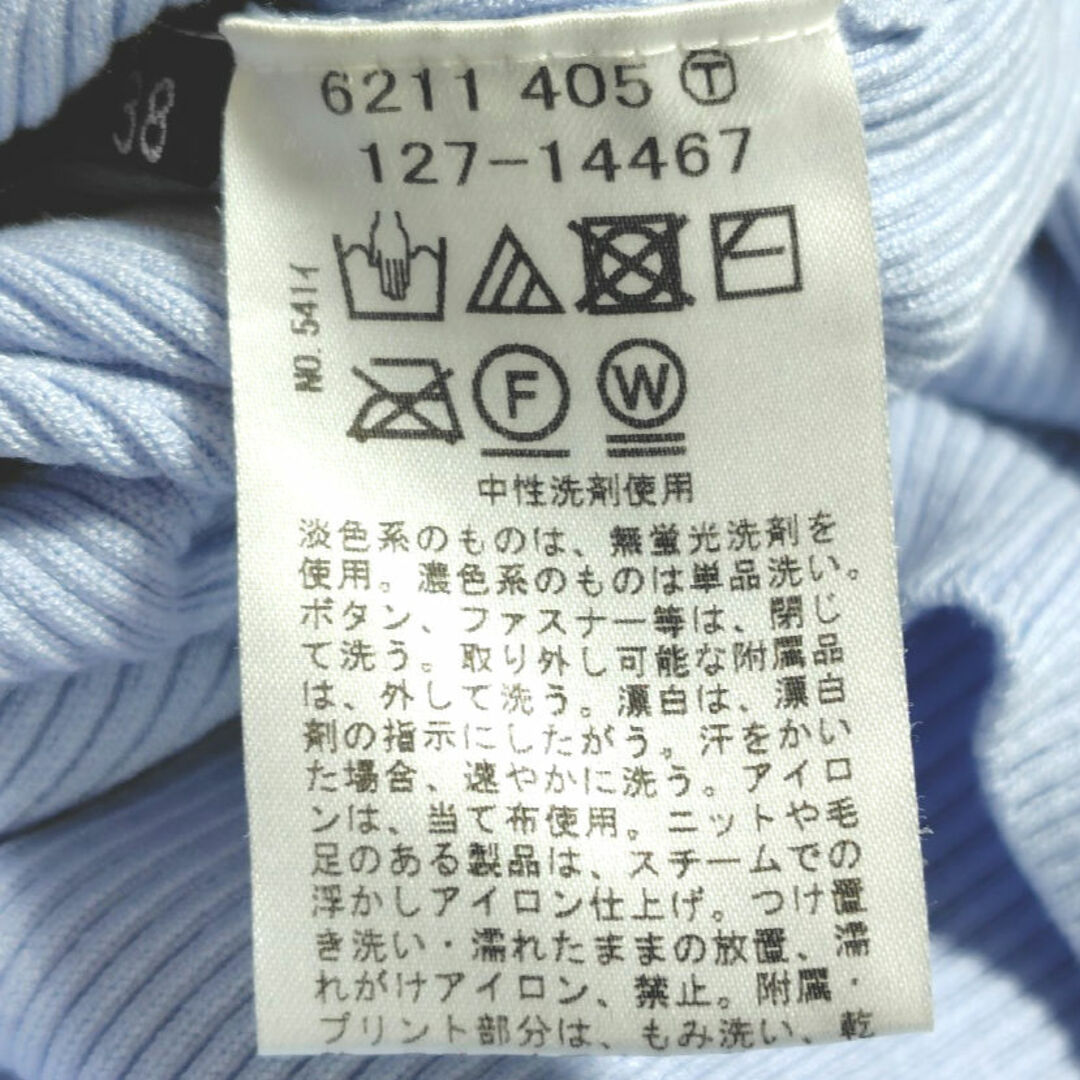 38
6211 405 Ⓣ
127-14467
NO. 5411イ
F
W
中性洗剤使用
淡色系のものは、無蛍光洗剤を
使用。濃色系のものは単品洗い。
ボタン、ファスナー等は、閉じ
て洗う。取り外し可能な附属品
は、外して洗う。漂白は、漂白
剤の指示にしたがう。汗をかい
た場合、速やかに洗う。アイロ
ンは、当て布使用。ニットや毛
足のある製品は、スチームでの
浮かしアイロン仕上げ。つけ置
き洗い・濡れたままの放置、濡
れがけアイロン、禁止。附属・
プリント部分は、もみ洗い、乾